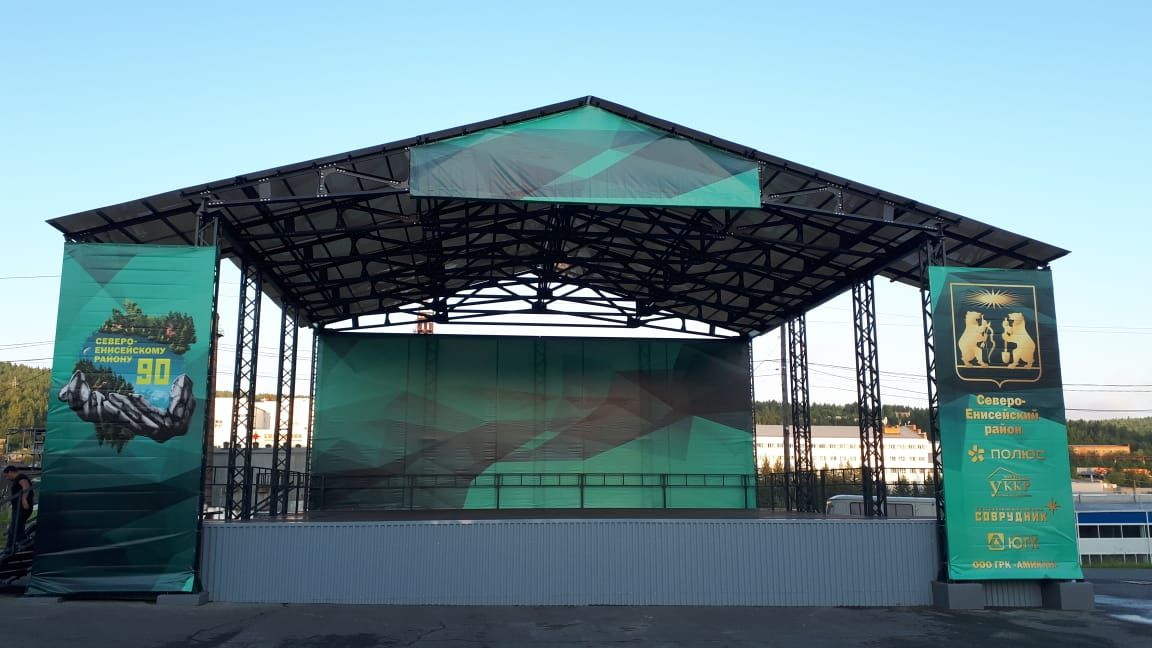 СЕВЕРО-
ЕНИСЕЙСКОМУ
РАЙОНУ 90
Северо-
Енисейский
район
ПОЛЮС
УККР
СОВРУДНИК
ЮГК
ООО ГРК «АМИКАН»